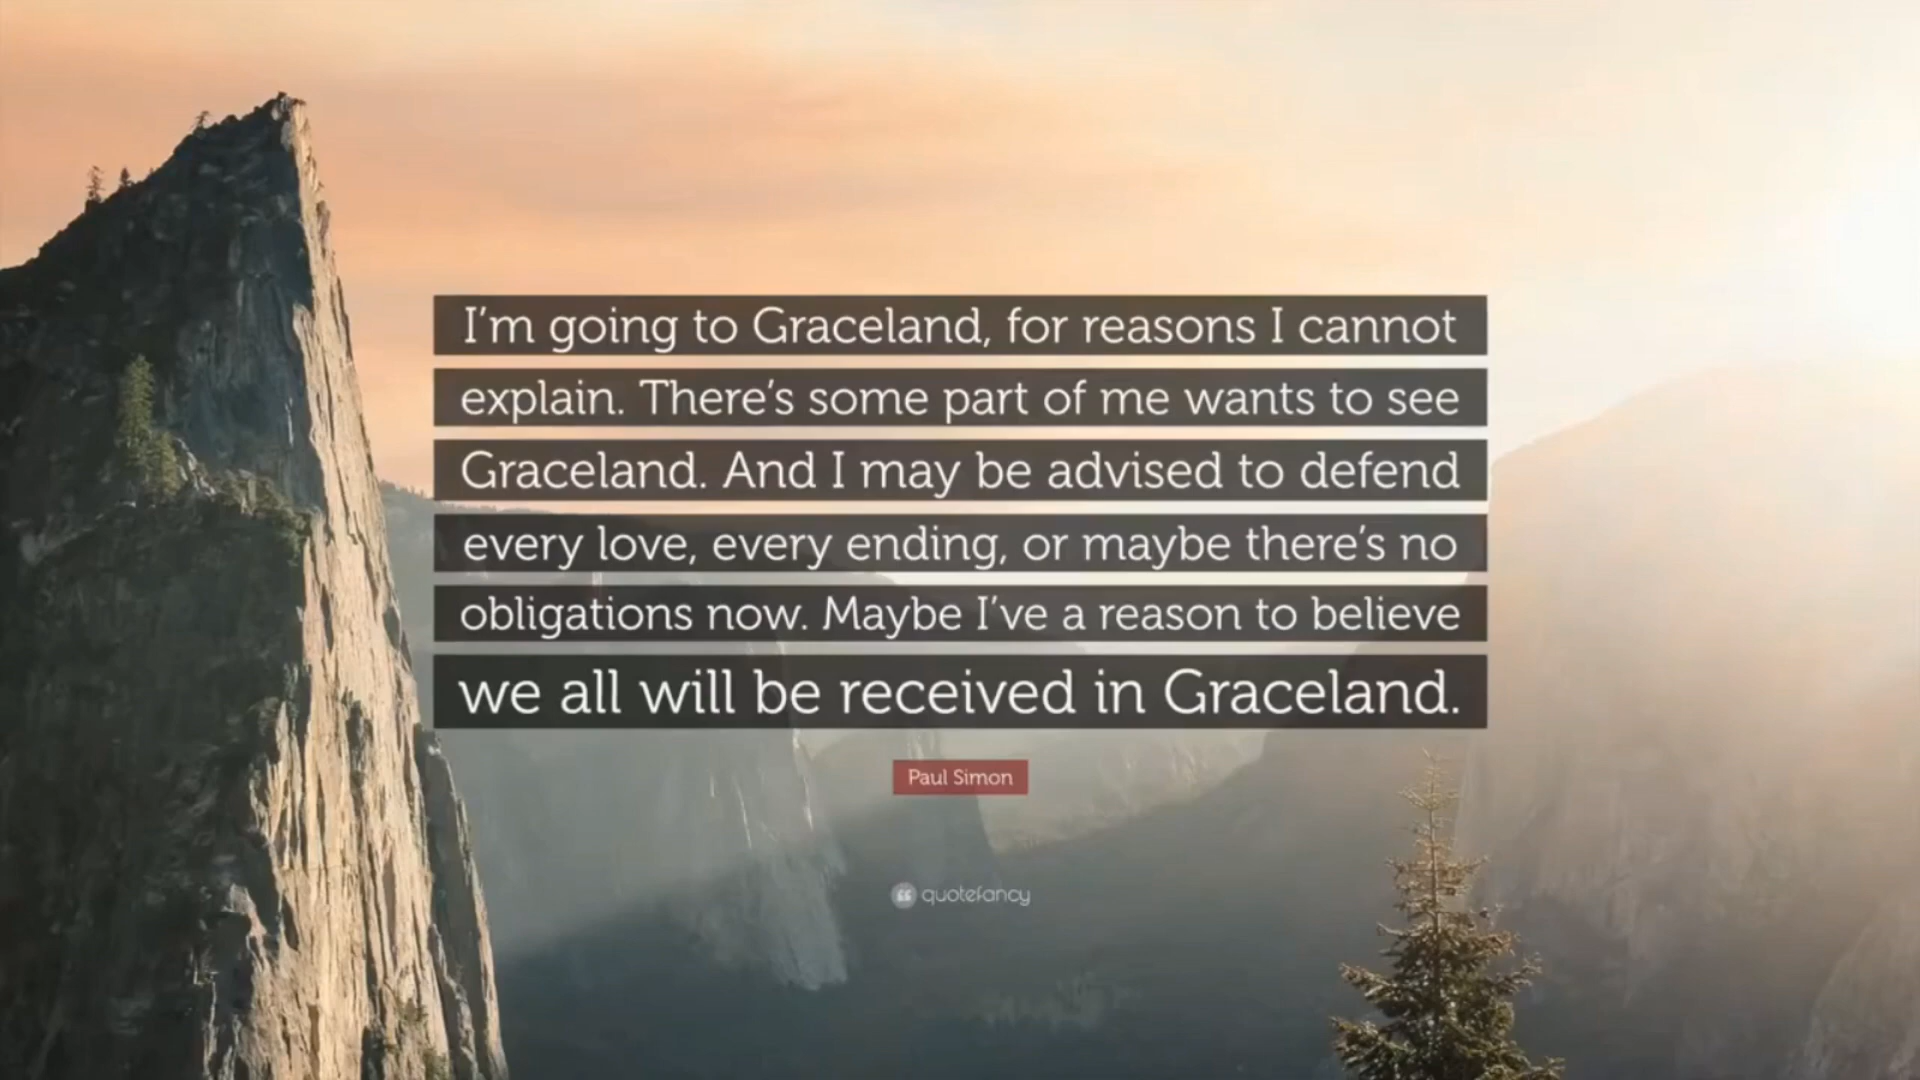 I'm going to Graceland, for reasons I cannot
explain. There's some part of me wants to see
Graceland. And I may be advised to defend
every love, every ending, or maybe there's no
obligations now. Maybe I've a reason to believe
we all will be received in Graceland.
Paul Simon
quotefancy